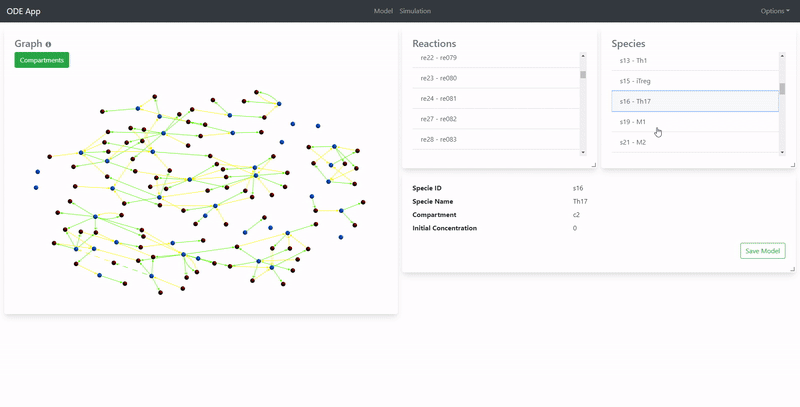 ODE App
Model
Simulation
Options
Graph
Compartments
Reactions
re22 - re079
re23 - re080
re24 - re081
re27 - re082
re28 - re083
Species
s13 - Th1
s15 - iTreg
s16 - Th17
s19 - M1
s21 - M2
Specie ID s16
Specie Name Th17
Compartment c2
Initial Concentration 0
Save Model